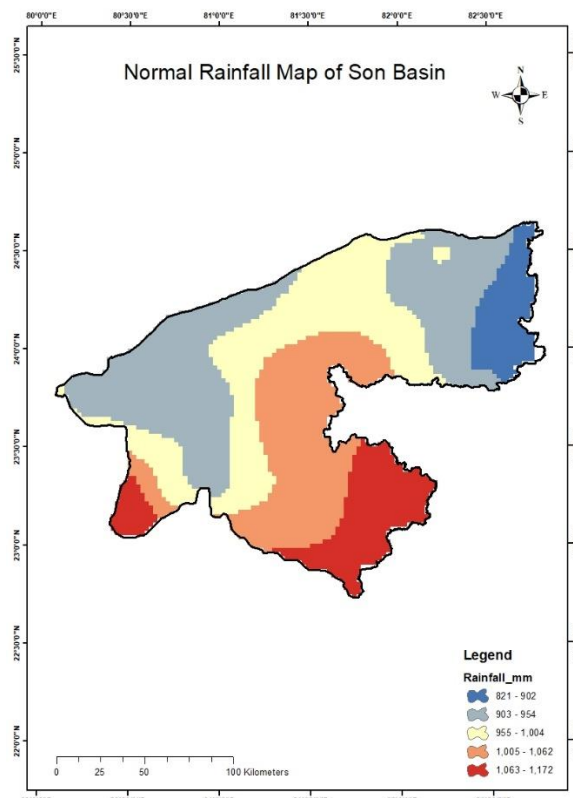 80°0'0"E 80°30'0"E 81°0'0"E 81°30'0"E 82°0'0"E 82°30'0"E
Normal Rainfall Map of Son Basin
N
W E
S
25°30'0"N
25°0'0"N
24°30'0"N
24°0'0"N
23°30'0"N
23°0'0"N
22°30'0"N
22°0'0"N
Legend
Rainfall_mm
821 - 902
903 - 954
955 - 1,004
1,005 - 1,062
1,063 - 1,172
0 25 50 100 Kilometers